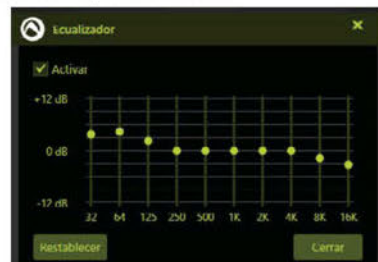 Ecualizador
Activar
+12 dB
0 dB
-12 dB
32 64 125 250 500 1K 2K 4K 8K 16K
Restablecer Cerrar